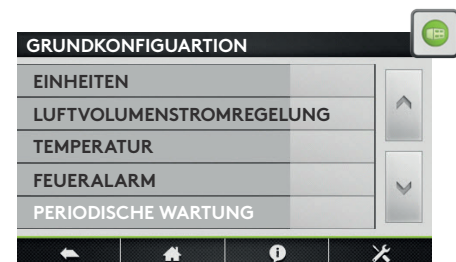 GRUNDKONFIGUARTION
EINHEITEN
LUFTVOLUMENSTROMREGELUNG
TEMPERATUR
FEUERALARM
PERIODISCHE WARTUNG